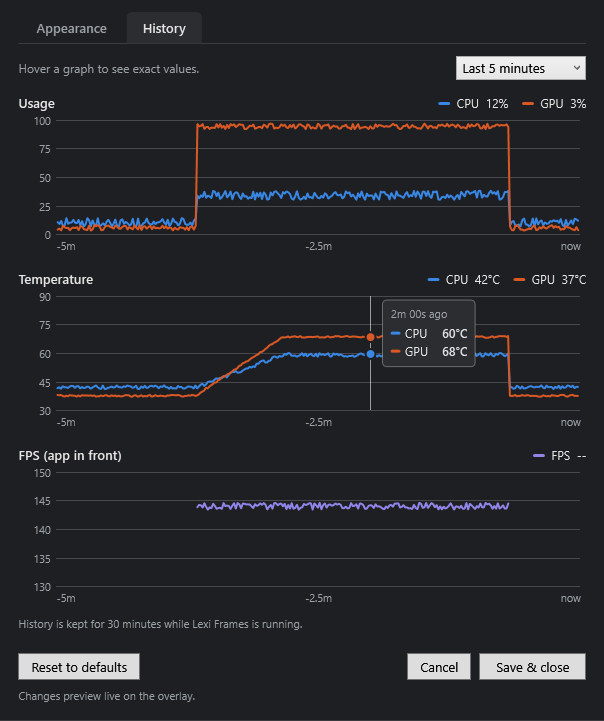 Appearance History
Hover a graph to see exact values.
Last 5 minutes
Usage
CPU 12% GPU 3%
100
75
50
25
0
-5m -2.5m now
Temperature
CPU 42°C GPU 37°C
90
75
60
45
30
2m 00s ago
CPU 60°C
GPU 68°C
-5m -2.5m now
FPS (app in front)
FPS --
150
145
140
135
130
-5m -2.5m now
History is kept for 30 minutes while Lexi Frames is running.
Reset to defaults Cancel Save & close
Changes preview live on the overlay.